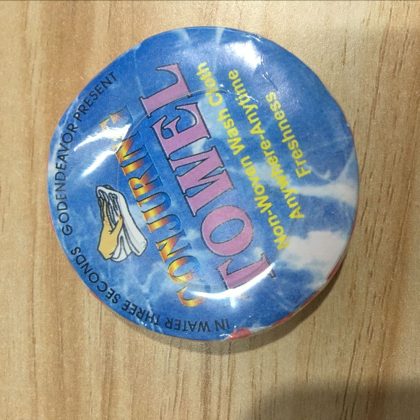 IN WATER THREE SECONDS GODENDEAVOR PRESENT
CONJURING
TOWEL
Non-Woven Wash Cloth
Anywhere Anytime
Freshness